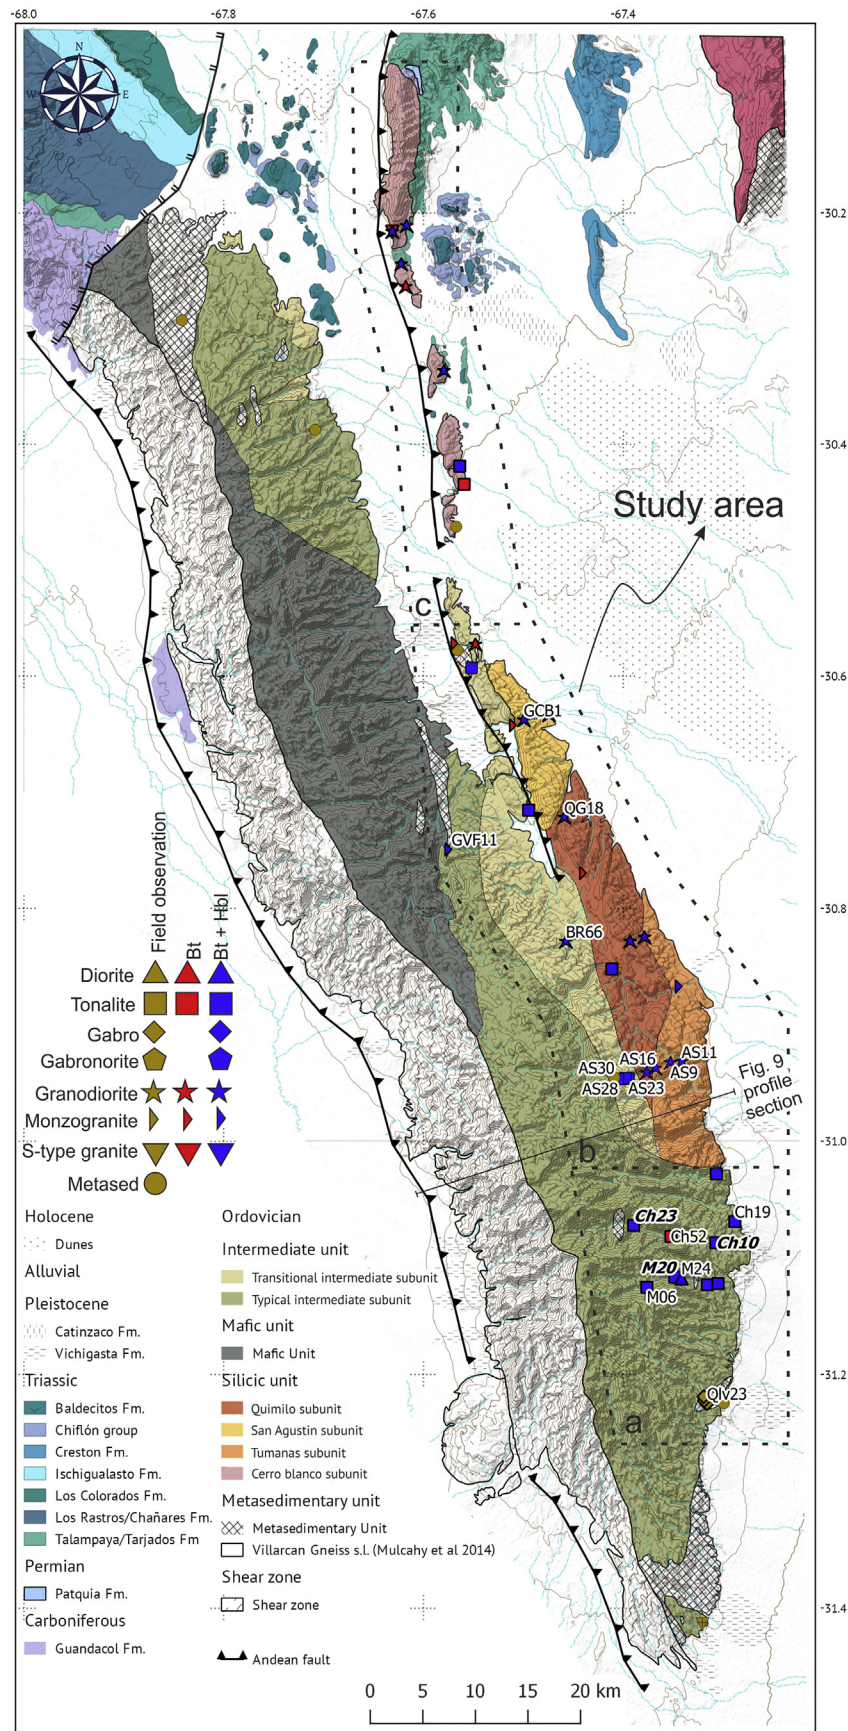 -68.0
-67.8
-67.6
-67.4
N
W
E
S
-30.2
-30.4
Study area
c
-30.6
GCB1
QG18
GVF11
-30.8
BR66
AS16
AS11
AS30
AS9
AS28
AS23
Fig. 9
profile
section
-31.0
b
Ch23
Ch19
Ch52
Ch10
M20
M24
M06
-31.2
Qlv23
a
-31.4
Field observation
Bt
Bt + Hbl
Diorite
Tonalite
Gabro
Gabronorite
Granodiorite
Monzogranite
S-type granite
Metased
Holocene
Dunes
Alluvial
Pleistocene
Catinzaco Fm.
Vichigasta Fm.
Triassic
Baldecitos Fm.
Chiflón group
Creston Fm.
Ischigualasto Fm.
Los Colorados Fm.
Los Rastros/Chañares Fm.
Talampaya/Tarjados Fm
Permian
Patquia Fm.
Carboniferous
Guandacol Fm.
Ordovician
Intermediate unit
Transitional intermediate subunit
Typical intermediate subunit
Mafic unit
Mafic Unit
Silicic unit
Quimilo subunit
San Agustin subunit
Tumanas subunit
Cerro blanco subunit
Metasedimentary unit
Metasedimentary Unit
Villarcan Gneiss s.l. (Mulcahy et al 2014)
Shear zone
Shear zone
Andean fault
0 5 10 15 20 km